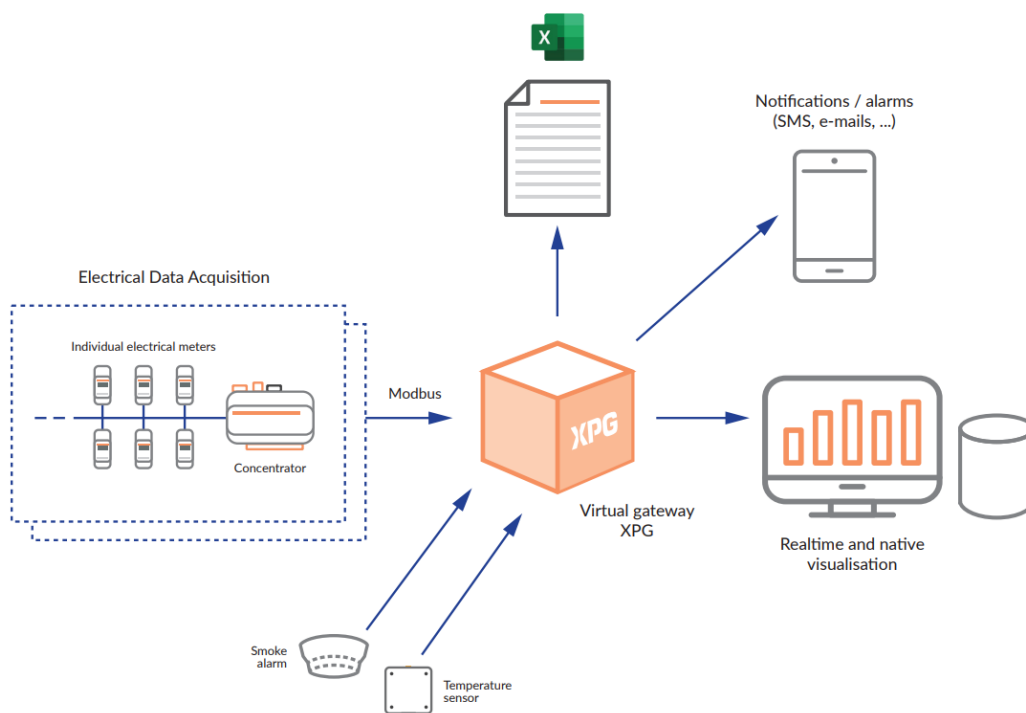 X
Notifications / alarms
(SMS, e-mails, ...)
Electrical Data Acquisition
Individual electrical meters
Concentrator
Modbus
XPG
Virtual gateway
XPG
Realtime and native
visualisation
Smoke
alarm
Temperature
sensor